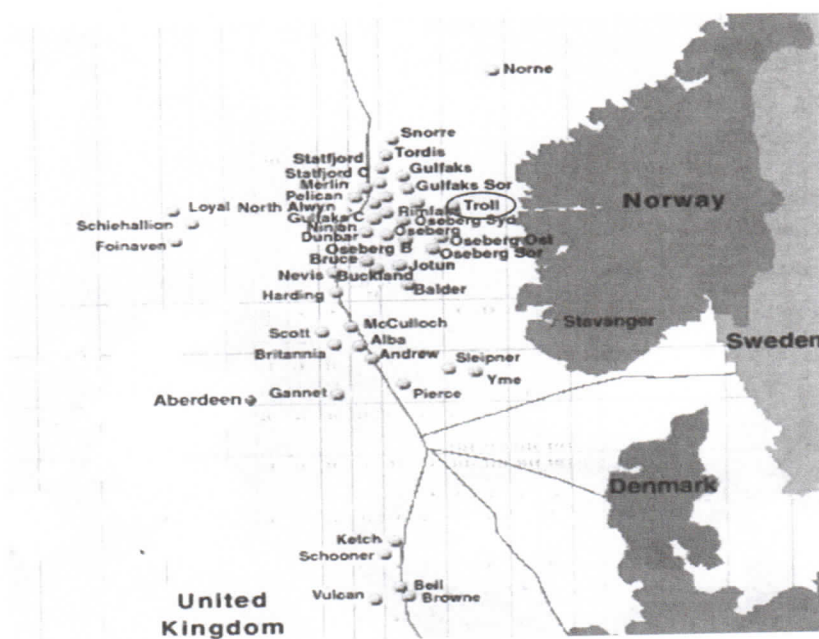 Norne
Snorre
Tordis
Statfjord
Gulfaks
Statfjord C
Merlin
Gulfaks Sor
Pelican
Troll
Norway
Loyal
North Alwyn
Rimfaks
Schiehallion
Gulfaka C
Oseberg Syd
Ninian
Oseberg
Foinaven
Dunbar
Oseberg Ost
Oseberg B
Oseberg Sor
Bruce
Jotun
Nevis
Buckland
Balder
Harding
Stavanger
McCulloch
Scott
Alba
Sweden
Britannia
Andrew
Sleipner
Yme
Pierce
Gannet
Aberdeen
Denmark
Ketch
Schooner
Bell
Vulcan
Browne
United
Kingdom